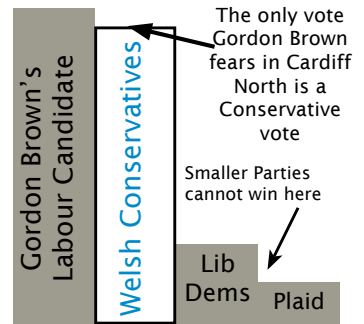 The only vote
Gordon Brown
fears in Cardiff
North is a
Conservative
vote
Gordon Brown's
Labour Candidate
Welsh Conservatives
Smaller Parties
cannot win here
Lib
Dems
Plaid